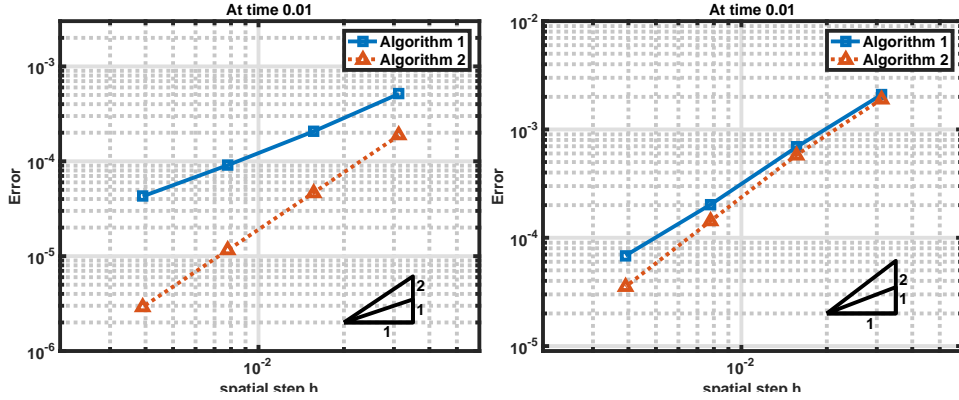 At time 0.01
Algorithm 1
Algorithm 2
10^-3
10^-4
10^-5
10^-6
Error
2
1
1
10^-2
spatial step h
At time 0.01
Algorithm 1
Algorithm 2
10^-2
10^-3
10^-4
10^-5
Error
2
1
1
10^-2
spatial step h